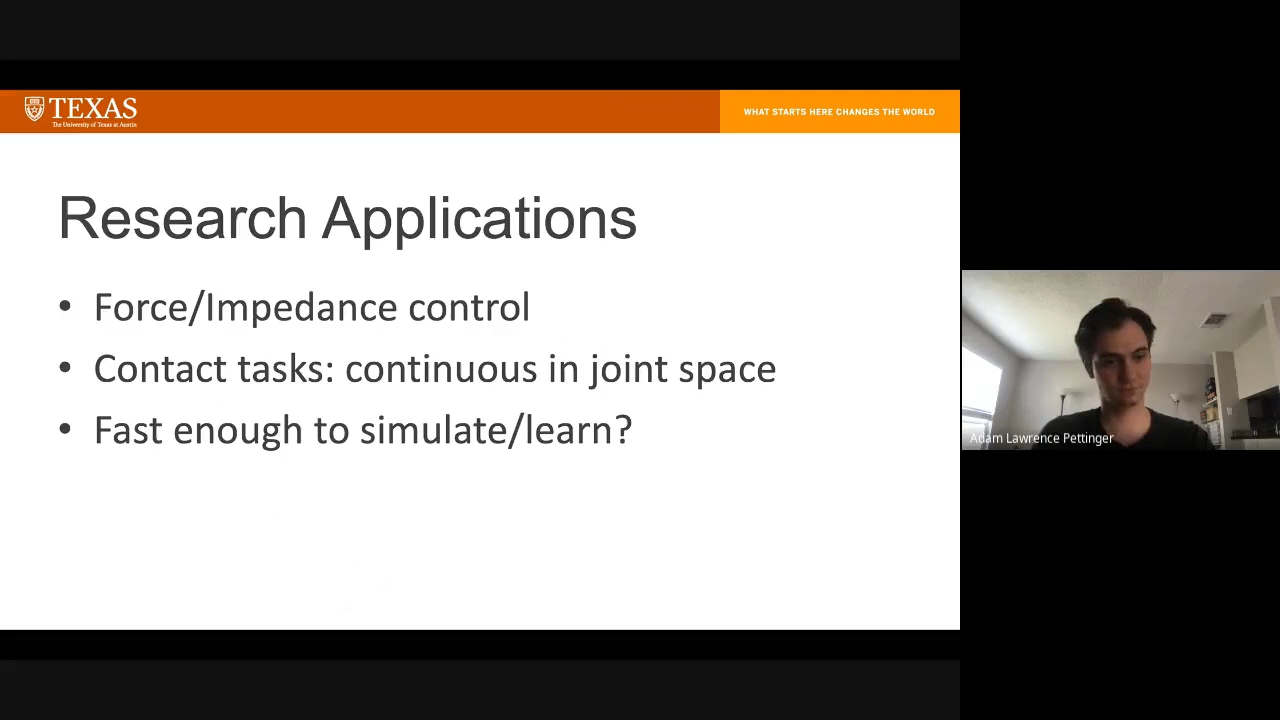 TEXAS
The University of Texas at Austin
WHAT STARTS HERE CHANGES THE WORLD
Research Applications
• Force/Impedance control
• Contact tasks: continuous in joint space
• Fast enough to simulate/learn?
Adam Lawrence Pettinger